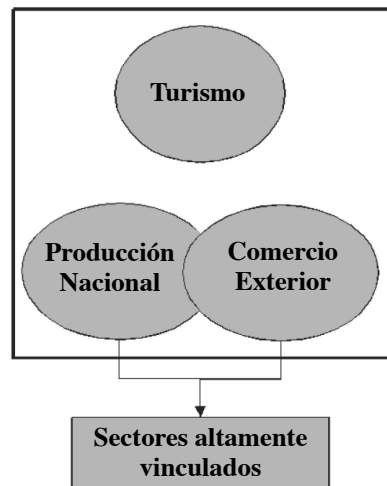 Turismo
Producción
Nacional
Comercio
Exterior
Sectores altamente
vinculados